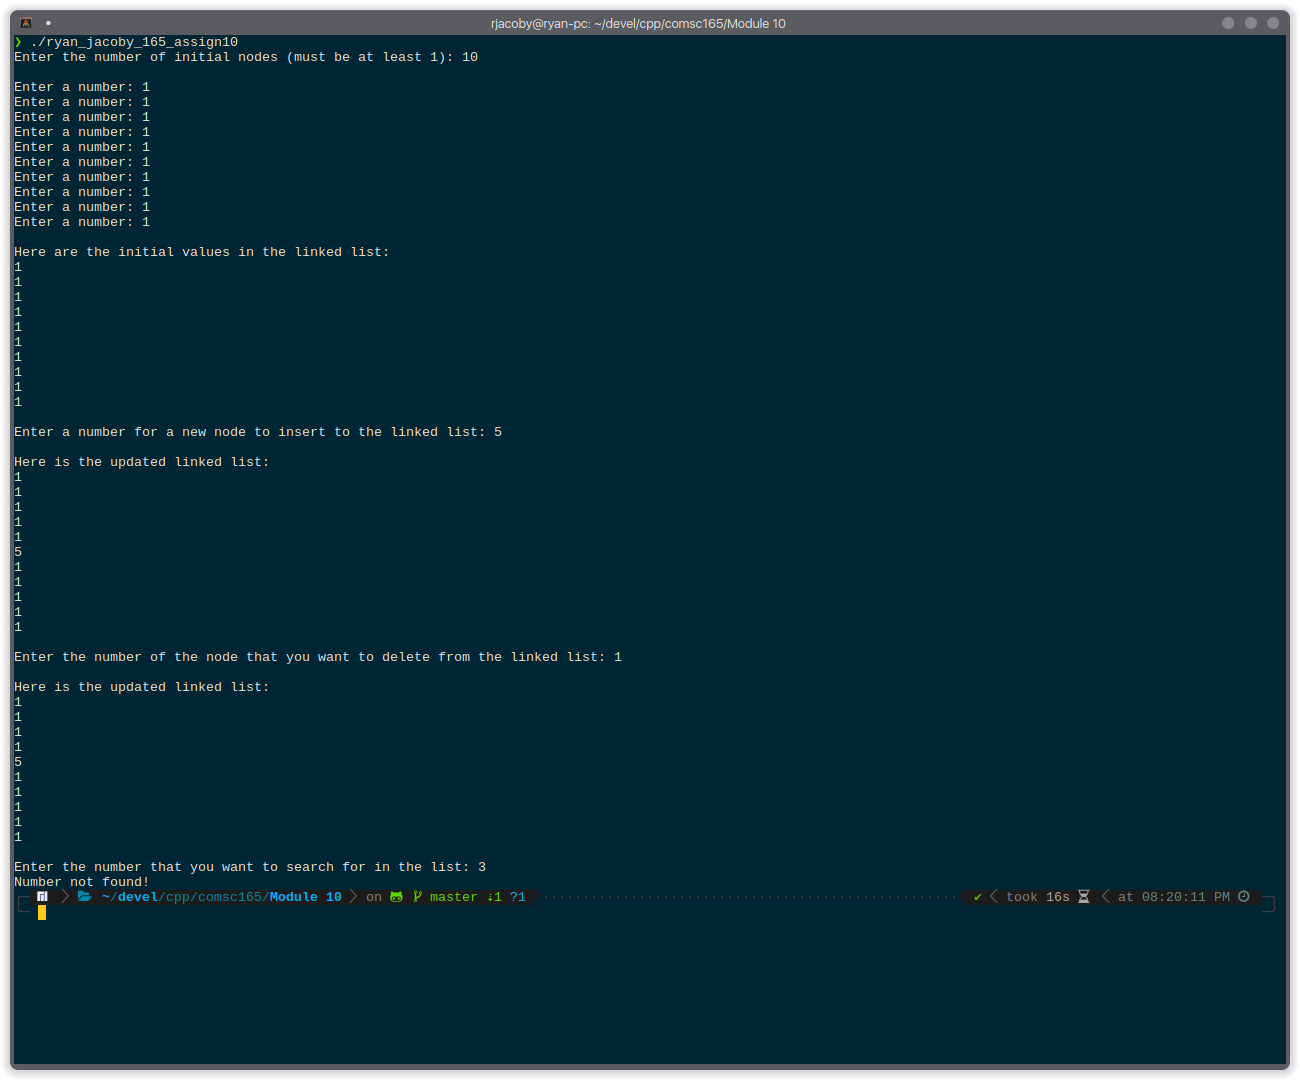 rjacoby@ryan-pc: ~/devel/cpp/comsc165/Module 10
❯ ./ryan_jacoby_165_assign10
Enter the number of initial nodes (must be at least 1): 10
Enter a number: 1
Enter a number: 1
Enter a number: 1
Enter a number: 1
Enter a number: 1
Enter a number: 1
Enter a number: 1
Enter a number: 1
Enter a number: 1
Enter a number: 1
Here are the initial values in the linked list:
1
1
1
1
1
1
1
1
1
1
Enter a number for a new node to insert to the linked list: 5
Here is the updated linked list:
1
1
1
1
1
5
1
1
1
1
1
Enter the number of the node that you want to delete from the linked list: 1
Here is the updated linked list:
1
1
1
1
5
1
1
1
1
1
Enter the number that you want to search for in the list: 3
Number not found!
~/devel/cpp/comsc165/Module 10 on master ⇣1 ?1 ✔ took 16s at 08:20:11 PM